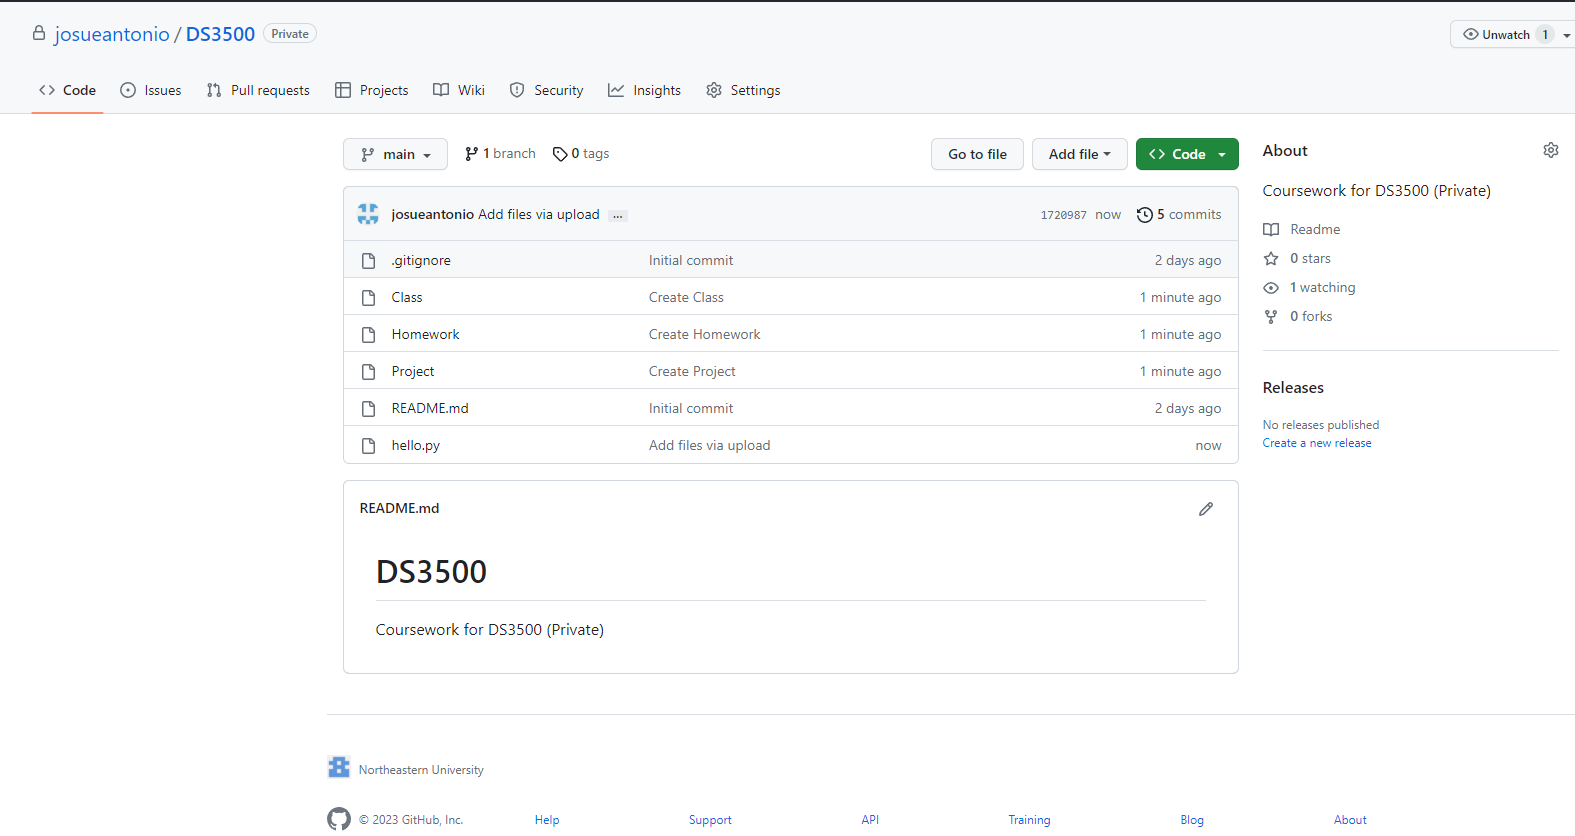 josueantonio / DS3500 Private
Unwatch 1
Code Issues Pull requests Projects Wiki Security Insights Settings
main 1 branch 0 tags Go to file Add file Code
josueantonio Add files via upload ... 1720987 now 5 commits
.gitignore Initial commit 2 days ago
Class Create Class 1 minute ago
Homework Create Homework 1 minute ago
Project Create Project 1 minute ago
README.md Initial commit 2 days ago
hello.py Add files via upload now
README.md
DS3500
Coursework for DS3500 (Private)
About
Coursework for DS3500 (Private)
Readme
0 stars
1 watching
0 forks
Releases
No releases published
Create a new release
Northeastern University
© 2023 GitHub, Inc. Help Support API Training Blog About